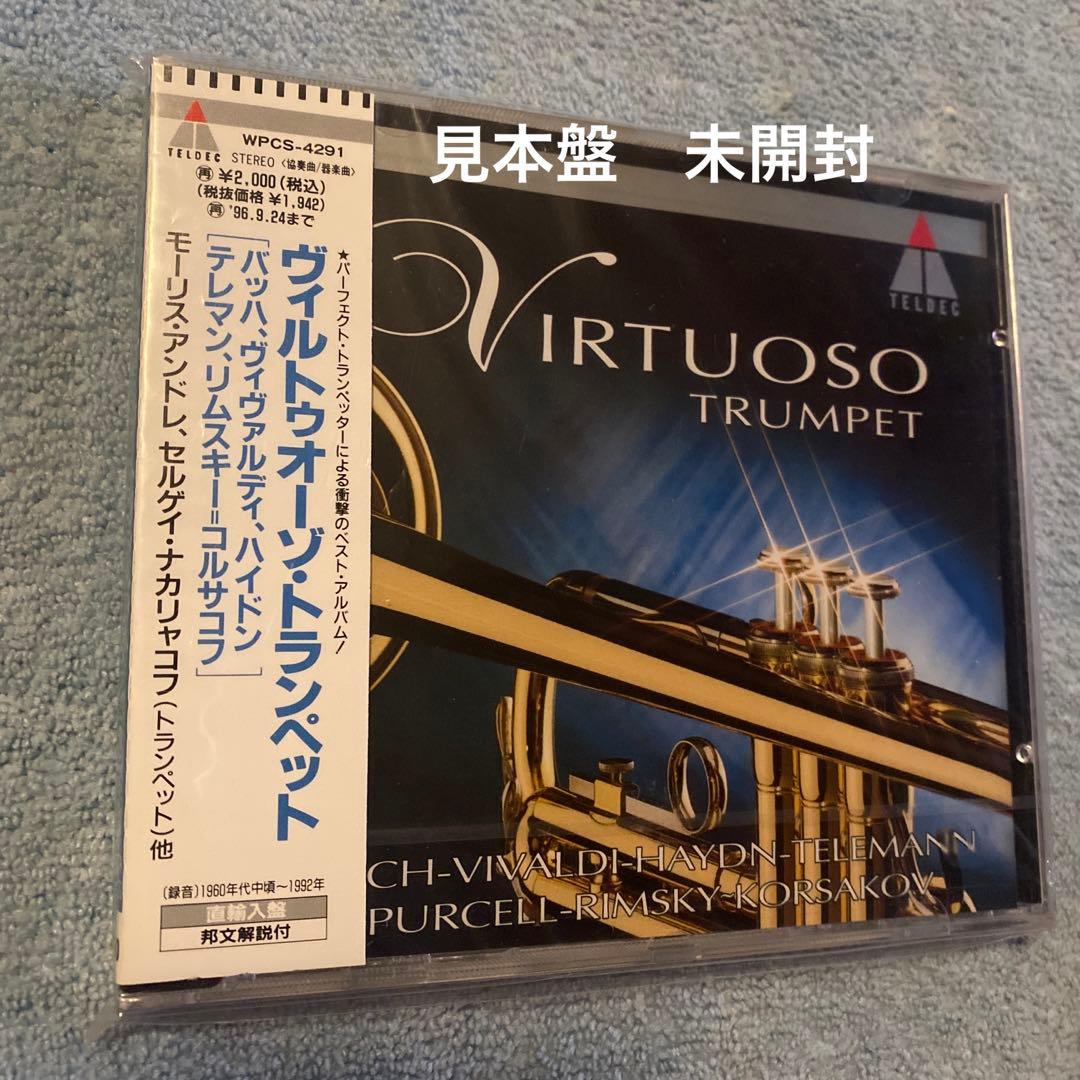 見本盤　未開封
TELDEC
WPCS-4291
STEREO〈協奏曲/器楽曲〉
再¥2,000(税込)
(税抜価格 ¥1,942)
再'96.9.24まで
★パーフェクト・トランペッターによる衝撃のベスト・アルバム!
ヴィルトゥオーゾ・トランペット
[バッハ、ヴィヴァルディ、ハイドン
テレマン、リムスキー=コルサコフ]
モーリス・アンドレ、セルゲイ・ナカリャコフ(トランペット)他
(録音)1960年代中頃〜1992年
直輸入盤
邦文解説付
TELDEC
VIRTUOSO
TRUMPET
CH-VIVALDI-HAYDN-TELEMANN
PURCELL-RIMSKY-KORSAKOV